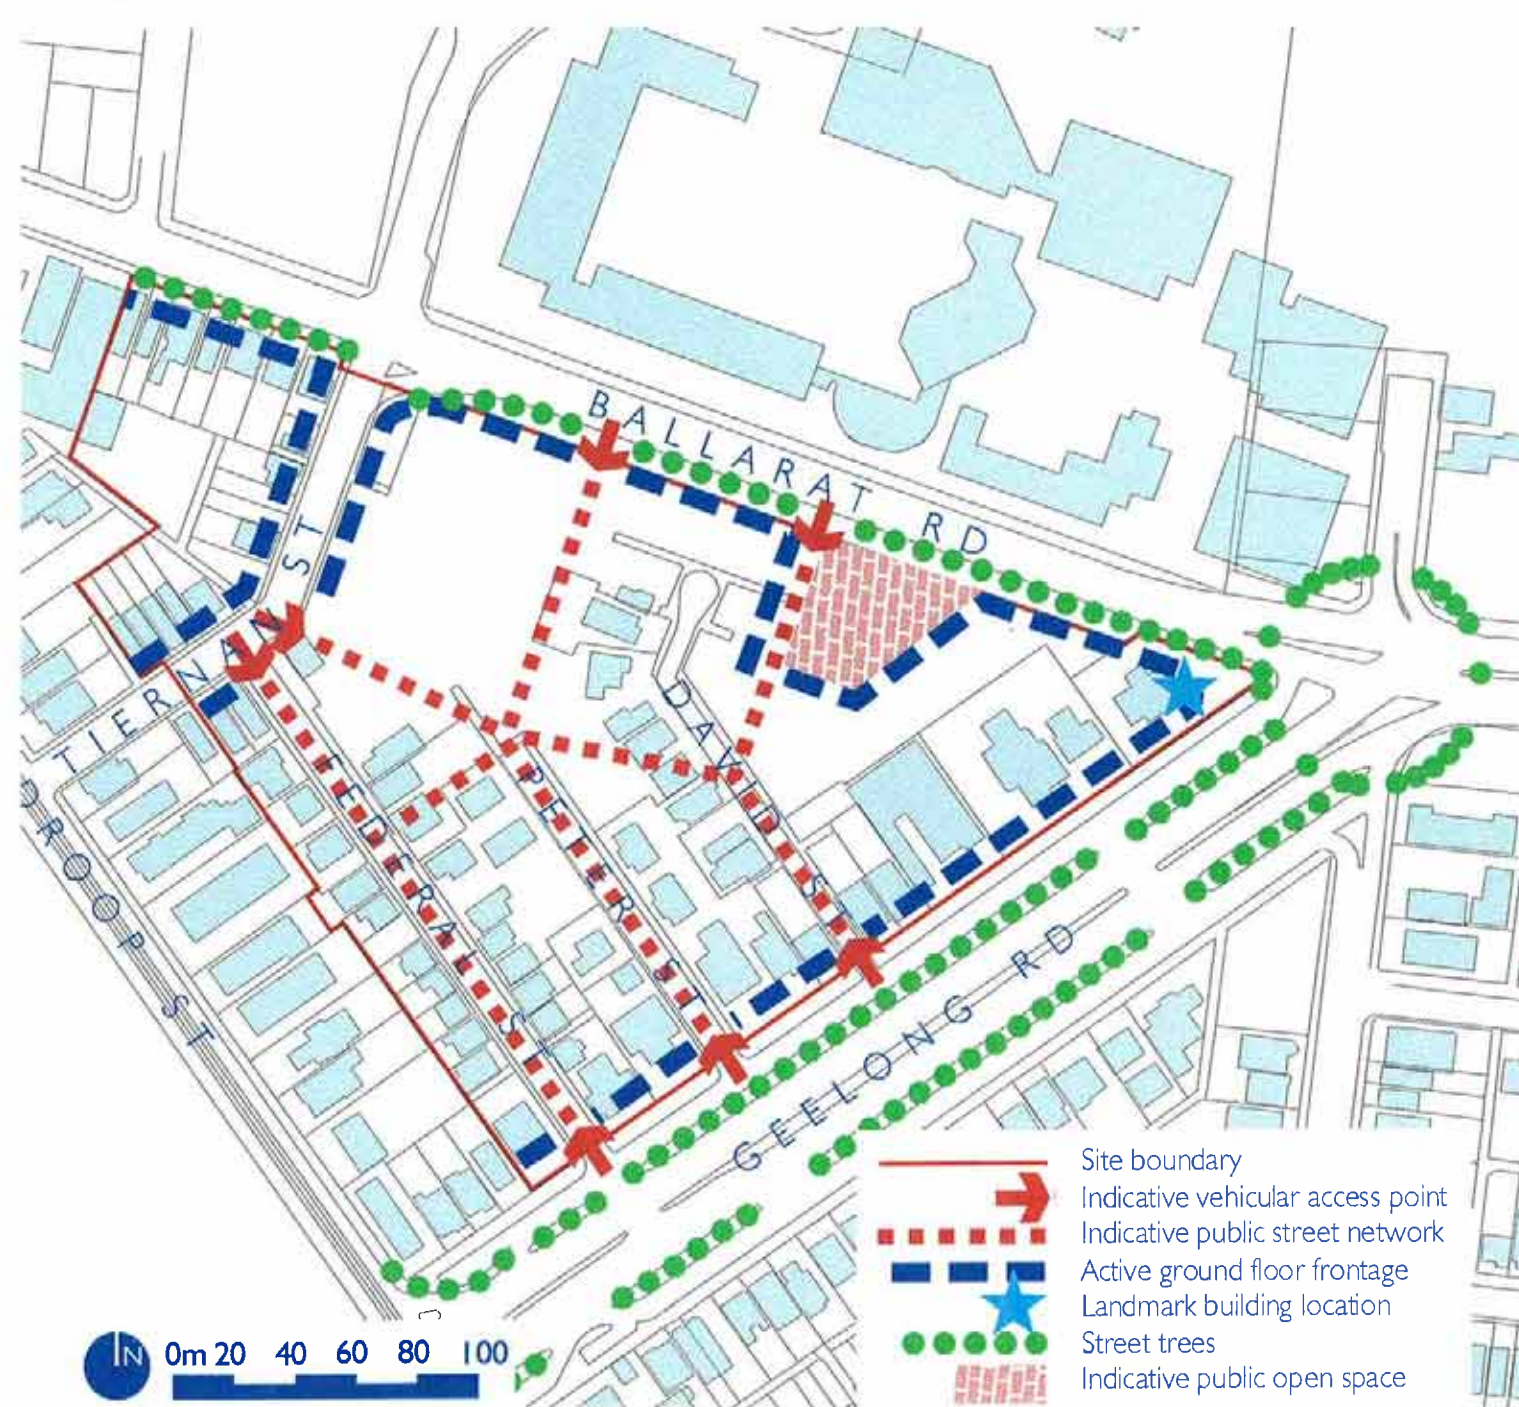 BALLARAT RD
TIERNAN ST
DAVID ST
FEDERAL ST
PETER ST
DROOP ST
GEELONG RD
Site boundary
Indicative vehicular access point
Indicative public street network
Active ground floor frontage
Landmark building location
Street trees
Indicative public open space
N
0m 20 40 60 80 100